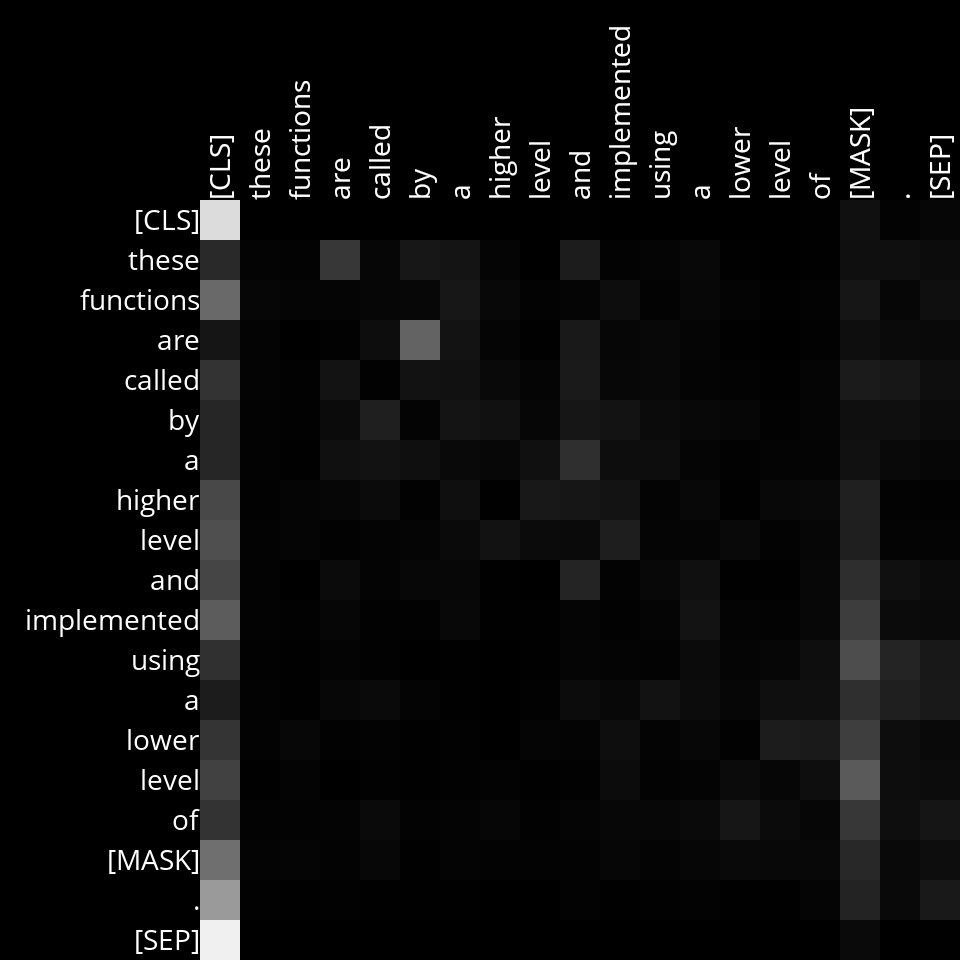 [CLS] these functions are called by a higher level and implemented using a lower level of [MASK] . [SEP]
[CLS]
these
functions
are
called
by
a
higher
level
and
implemented
using
a
lower
level
of
[MASK]
.
[SEP]